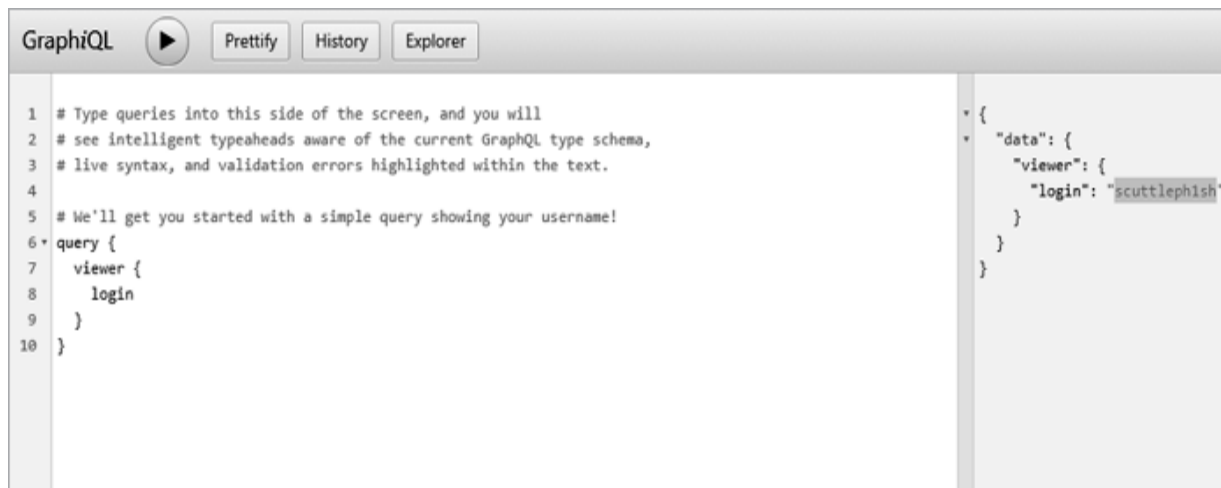 GraphiQL Prettify History Explorer
1 # Type queries into this side of the screen, and you will
2 # see intelligent typeaheads aware of the current GraphQL type schema,
3 # live syntax, and validation errors highlighted within the text.
4
5 # We'll get you started with a simple query showing your username!
6 query {
7 viewer {
8 login
9 }
10 }
{
"data": {
"viewer": {
"login": "scuttleph1sh"
}
}
}